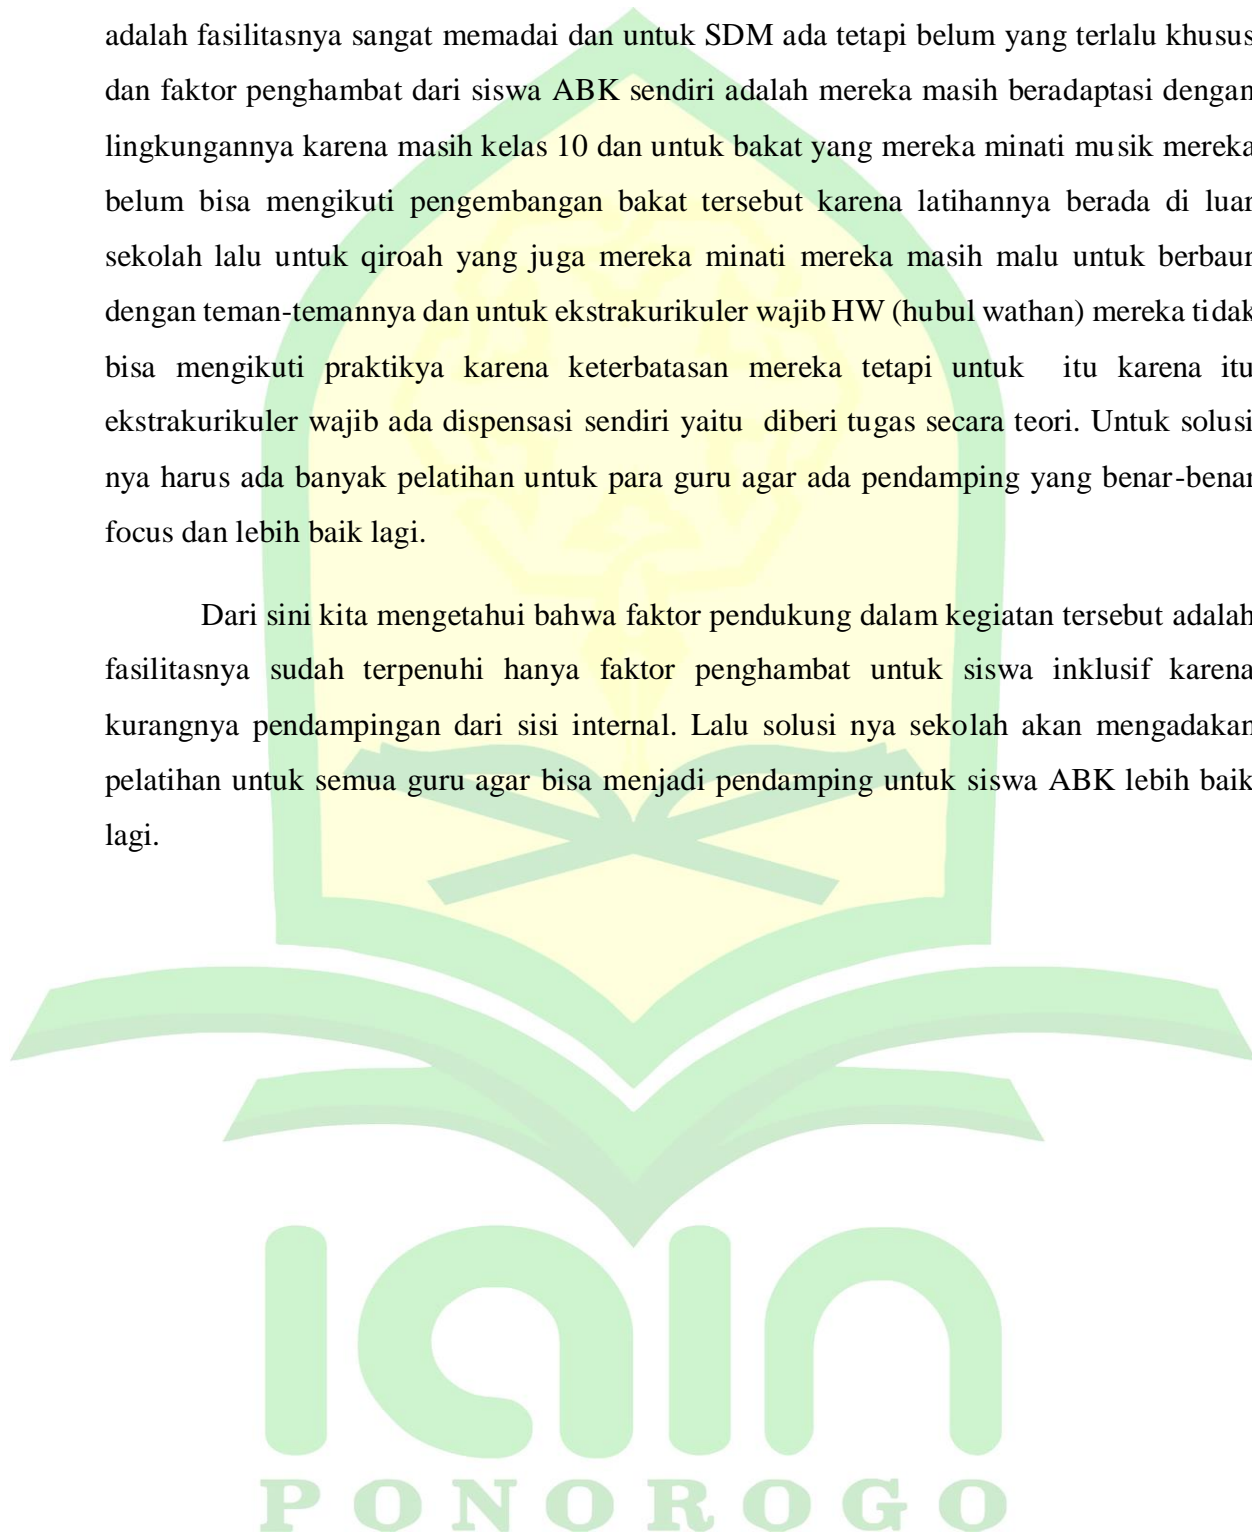 adalah fasilitasnya sangat memadai dan untuk SDM ada tetapi belum yang terlalu khusus
dan faktor penghambat dari siswa ABK sendiri adalah mereka masih beradaptasi dengan
lingkungannya karena masih kelas 10 dan untuk bakat yang mereka minati musik mereka
belum bisa mengikuti pengembangan bakat tersebut karena latihannya berada di luar
sekolah lalu untuk qiroah yang juga mereka minati mereka masih malu untuk berbaur
dengan teman-temannya dan untuk ekstrakurikuler wajib HW (hubul wathan) mereka tidak
bisa mengikuti praktikya karena keterbatasan mereka tetapi untuk itu karena itu
ekstrakurikuler wajib ada dispensasi sendiri yaitu diberi tugas secara teori. Untuk solusi
nya harus ada banyak pelatihan untuk para guru agar ada pendamping yang benar-benar
focus dan lebih baik lagi.
Dari sini kita mengetahui bahwa faktor pendukung dalam kegiatan tersebut adalah
fasilitasnya sudah terpenuhi hanya faktor penghambat untuk siswa inklusif karena
kurangnya pendampingan dari sisi internal. Lalu solusi nya sekolah akan mengadakan
pelatihan untuk semua guru agar bisa menjadi pendamping untuk siswa ABK lebih baik
lagi.
iain
PONOROGO